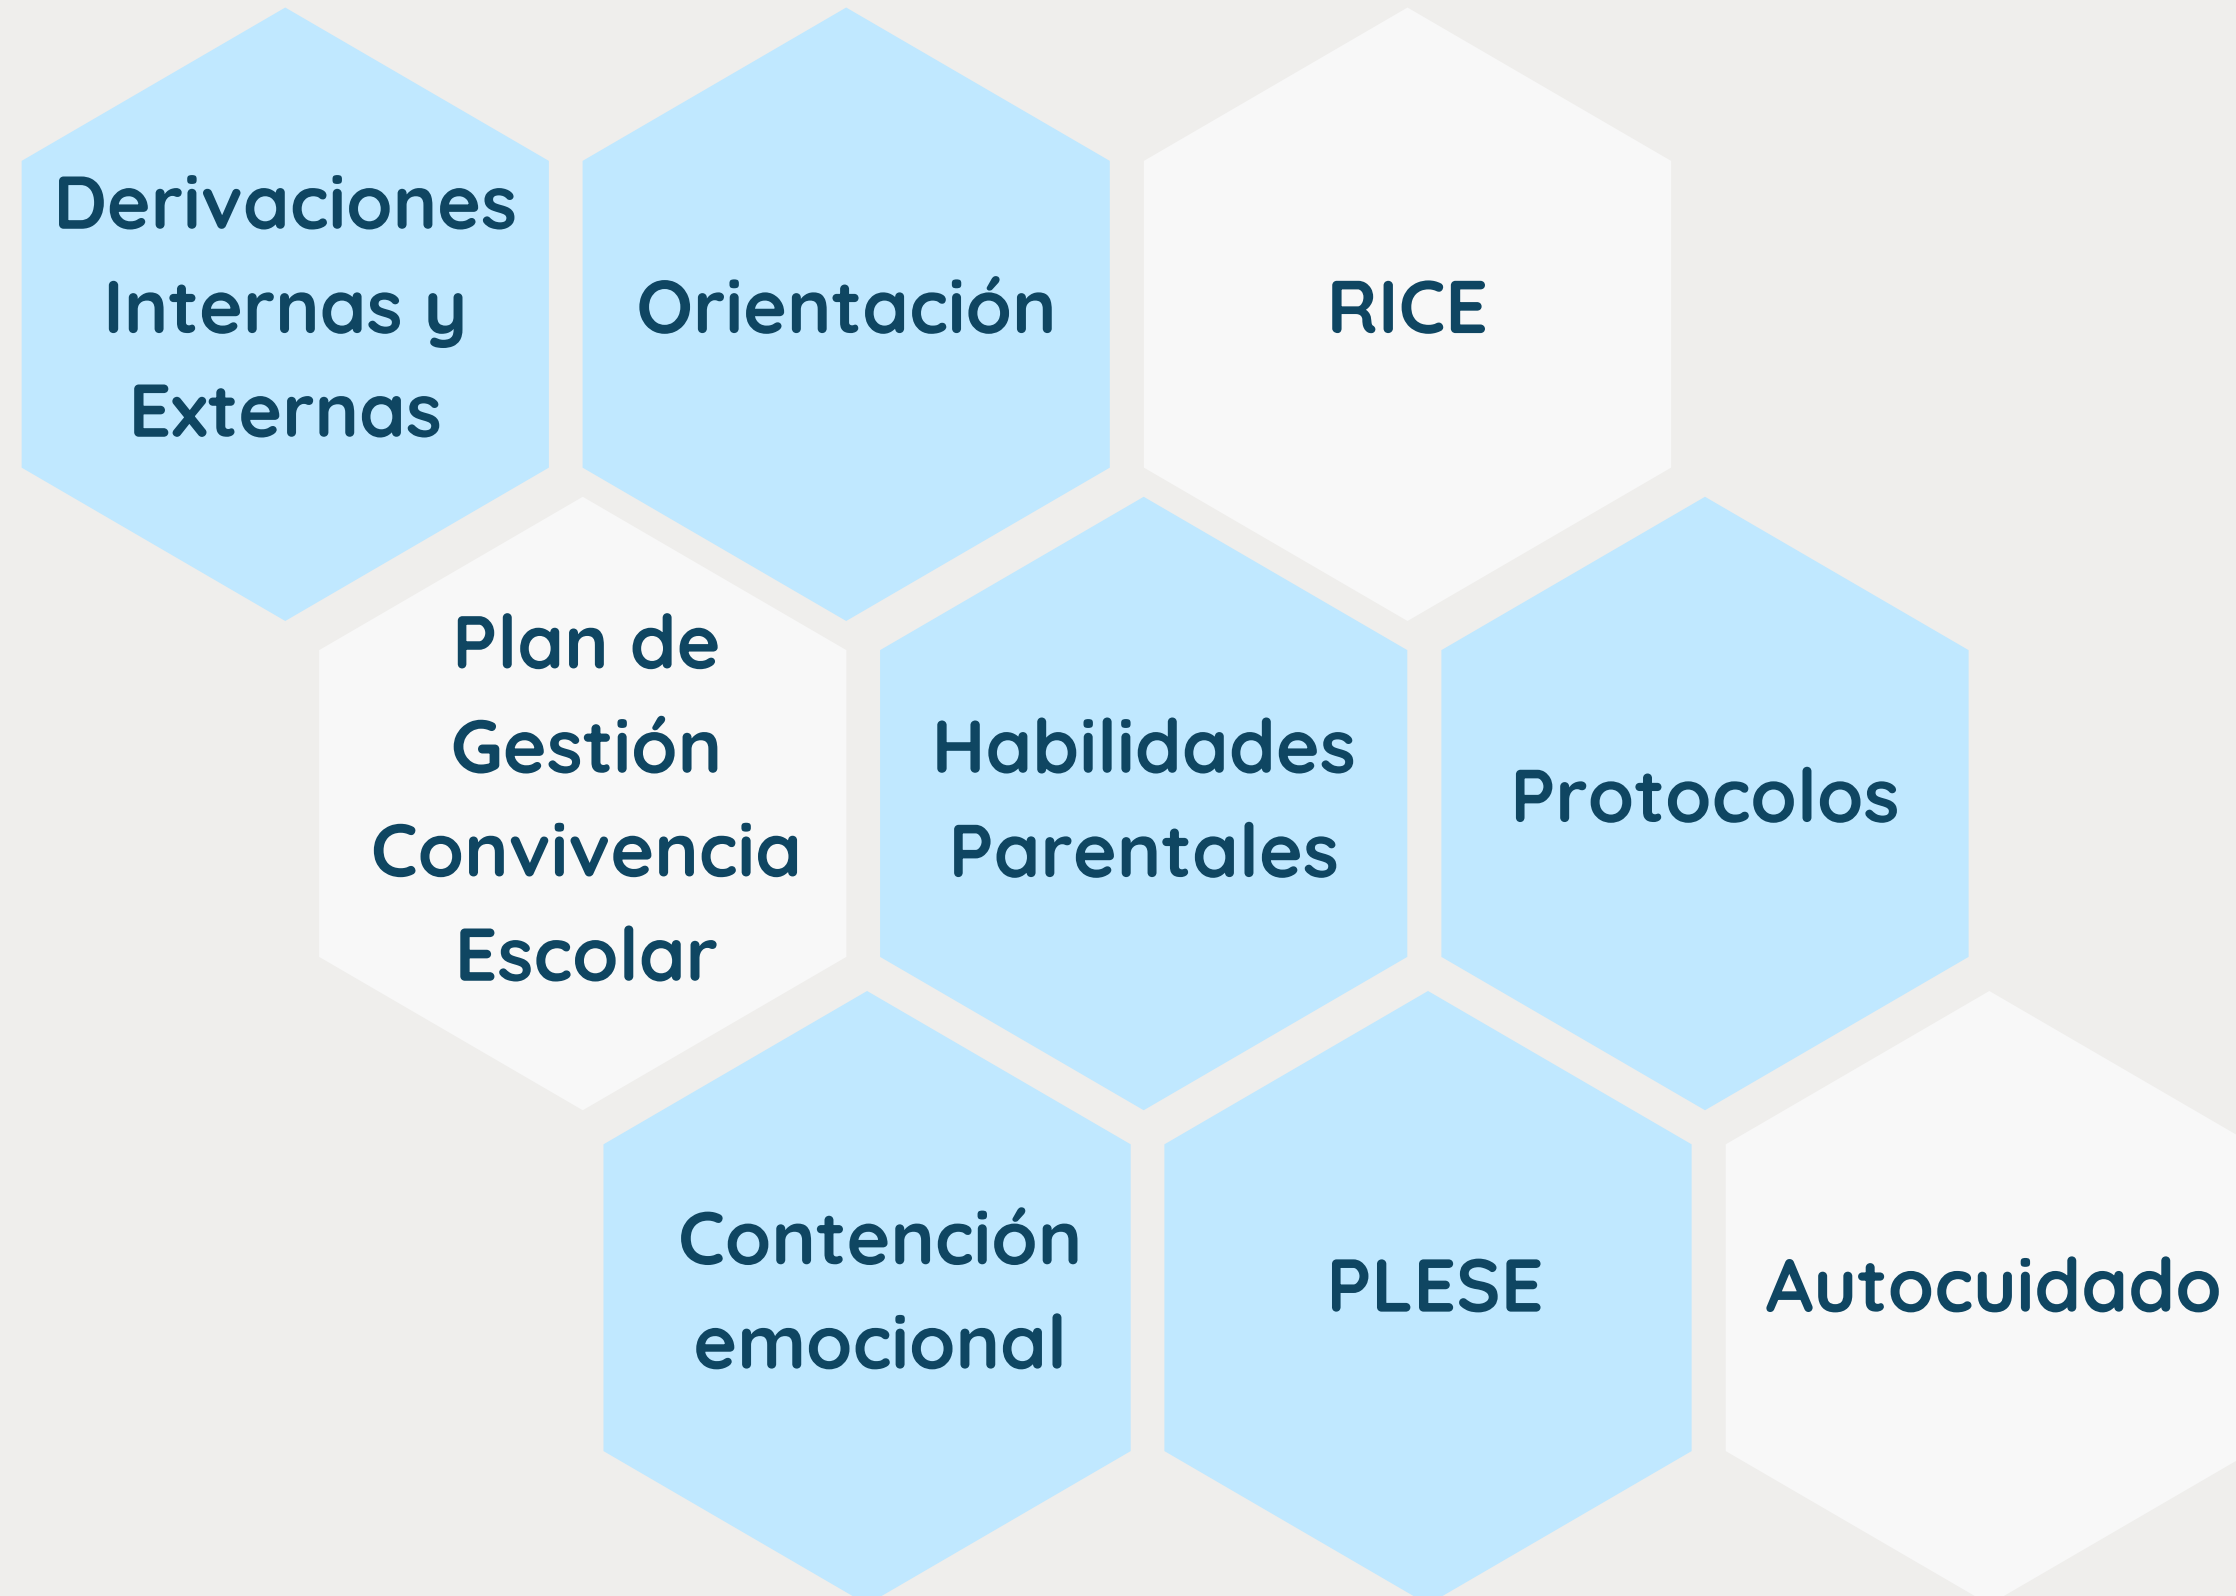 Derivaciones
Internas y
Externas
Orientación
RICE
Plan de
Gestión
Convivencia
Escolar
Habilidades
Parentales
Protocolos
Contención
emocional
PLESE
Autocuidado